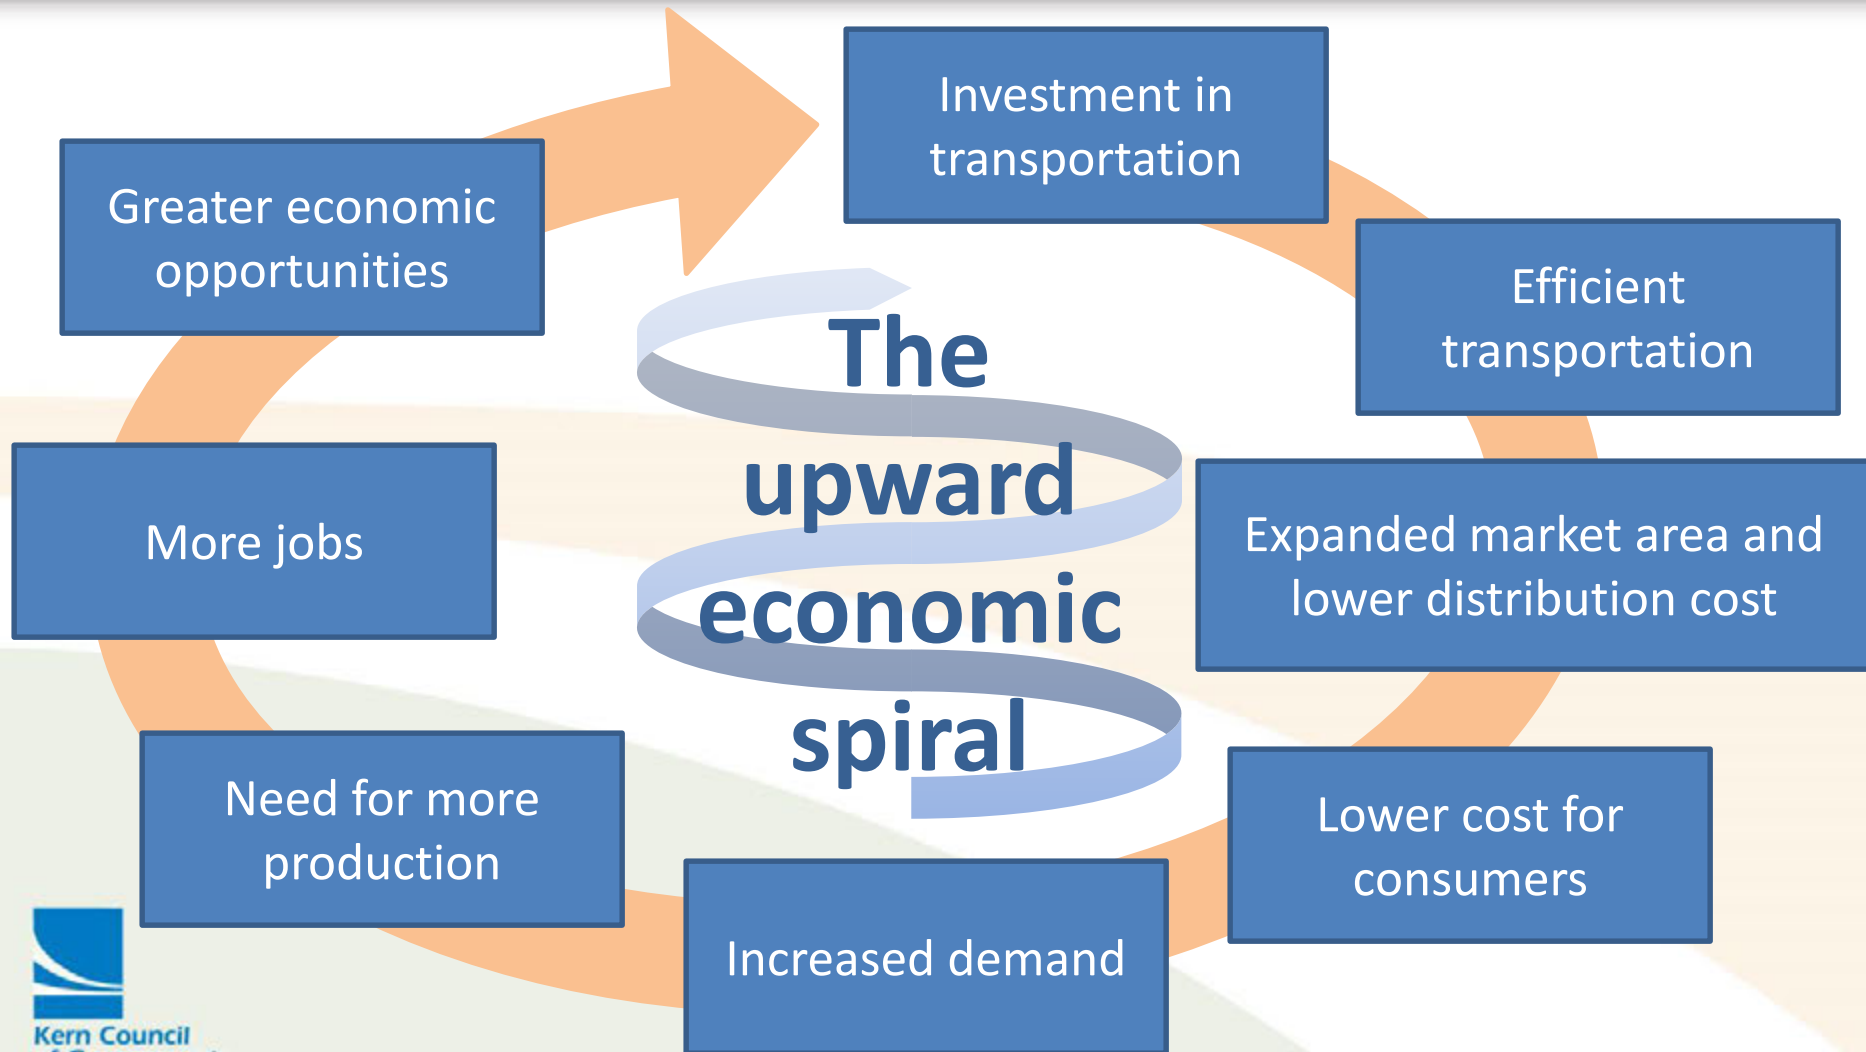 Investment in
transportation
Efficient
transportation
Expanded market area and
lower distribution cost
Lower cost for
consumers
Increased demand
Need for more
production
More jobs
Greater economic
opportunities
The
upward
economic
spiral
Kern Council